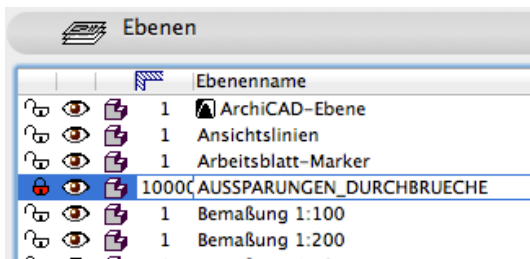 Ebenen
Ebenenname
1 ArchiCAD-Ebene
1 Ansichtslinien
1 Arbeitsblatt-Marker
1000 AUSSPARUNGEN_DURCHBRUECHE
1 Bemaßung 1:100
1 Bemaßung 1:200